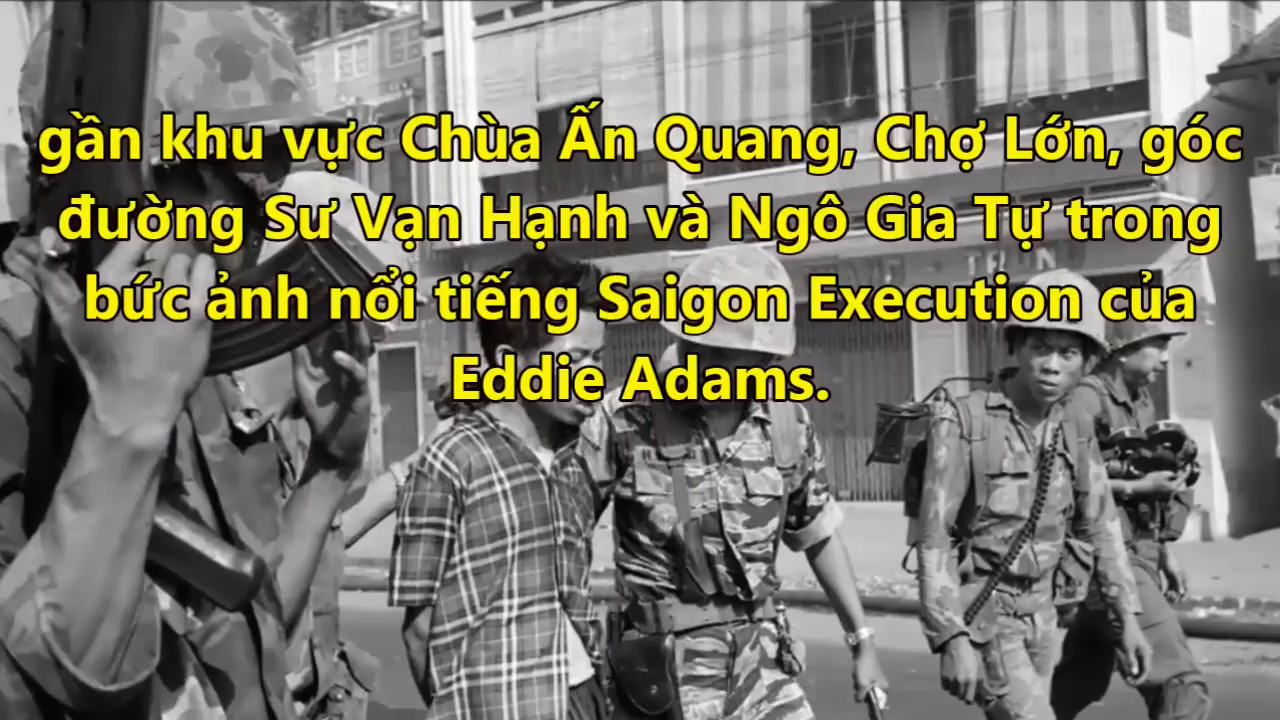 gần khu vực Chùa Ấn Quang, Chợ Lớn, góc
đường Sư Vạn Hạnh và Ngô Gia Tự trong
bức ảnh nổi tiếng Saigon Execution của
Eddie Adams.